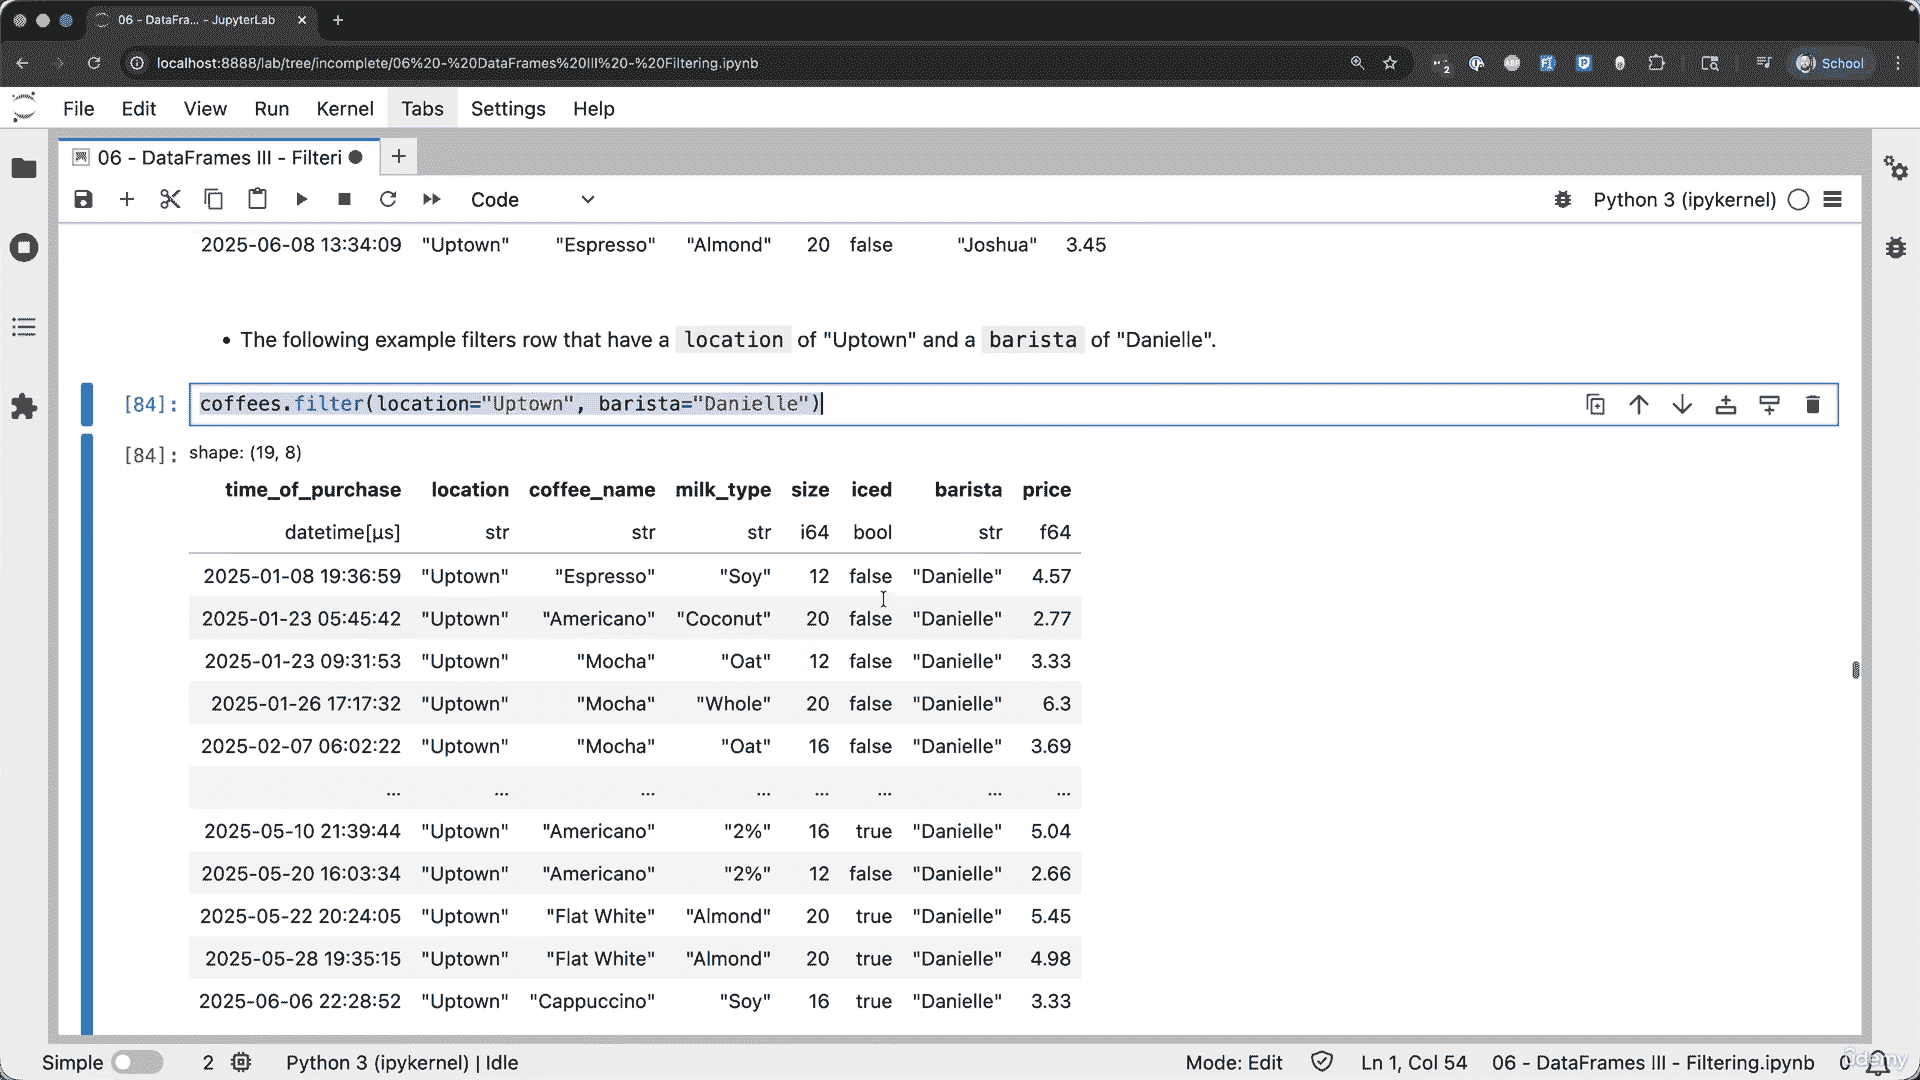 06 - DataFra... - JupyterLab
localhost:8888/lab/tree/incomplete/06%20-%20DataFrames%20III%20-%20Filtering.ipynb
2
ABP
School
File Edit View Run Kernel Tabs Settings Help
06 - DataFrames III - Filteri
Code
Python 3 (ipykernel)
2025-06-08 13:34:09 "Uptown" "Espresso" "Almond" 20 false "Joshua" 3.45
• The following example filters row that have a location of "Uptown" and a barista of "Danielle".
[84]: coffees.filter(location="Uptown", barista="Danielle")
[84]: shape: (19, 8)
time_of_purchase location coffee_name milk_type size iced barista price
datetime[μs] str str str i64 bool str f64
2025-01-08 19:36:59 "Uptown" "Espresso" "Soy" 12 false "Danielle" 4.57
2025-01-23 05:45:42 "Uptown" "Americano" "Coconut" 20 false "Danielle" 2.77
2025-01-23 09:31:53 "Uptown" "Mocha" "Oat" 12 false "Danielle" 3.33
2025-01-26 17:17:32 "Uptown" "Mocha" "Whole" 20 false "Danielle" 6.3
2025-02-07 06:02:22 "Uptown" "Mocha" "Oat" 16 false "Danielle" 3.69
... ... ... ... ... ... ... ...
2025-05-10 21:39:44 "Uptown" "Americano" "2%" 16 true "Danielle" 5.04
2025-05-20 16:03:34 "Uptown" "Americano" "2%" 12 false "Danielle" 2.66
2025-05-22 20:24:05 "Uptown" "Flat White" "Almond" 20 true "Danielle" 5.45
2025-05-28 19:35:15 "Uptown" "Flat White" "Almond" 20 true "Danielle" 4.98
2025-06-06 22:28:52 "Uptown" "Cappuccino" "Soy" 16 true "Danielle" 3.33
Simple 2 Python 3 (ipykernel) | Idle Mode: Edit Ln 1, Col 54 06 - DataFrames III - Filtering.ipynb 0
udemy